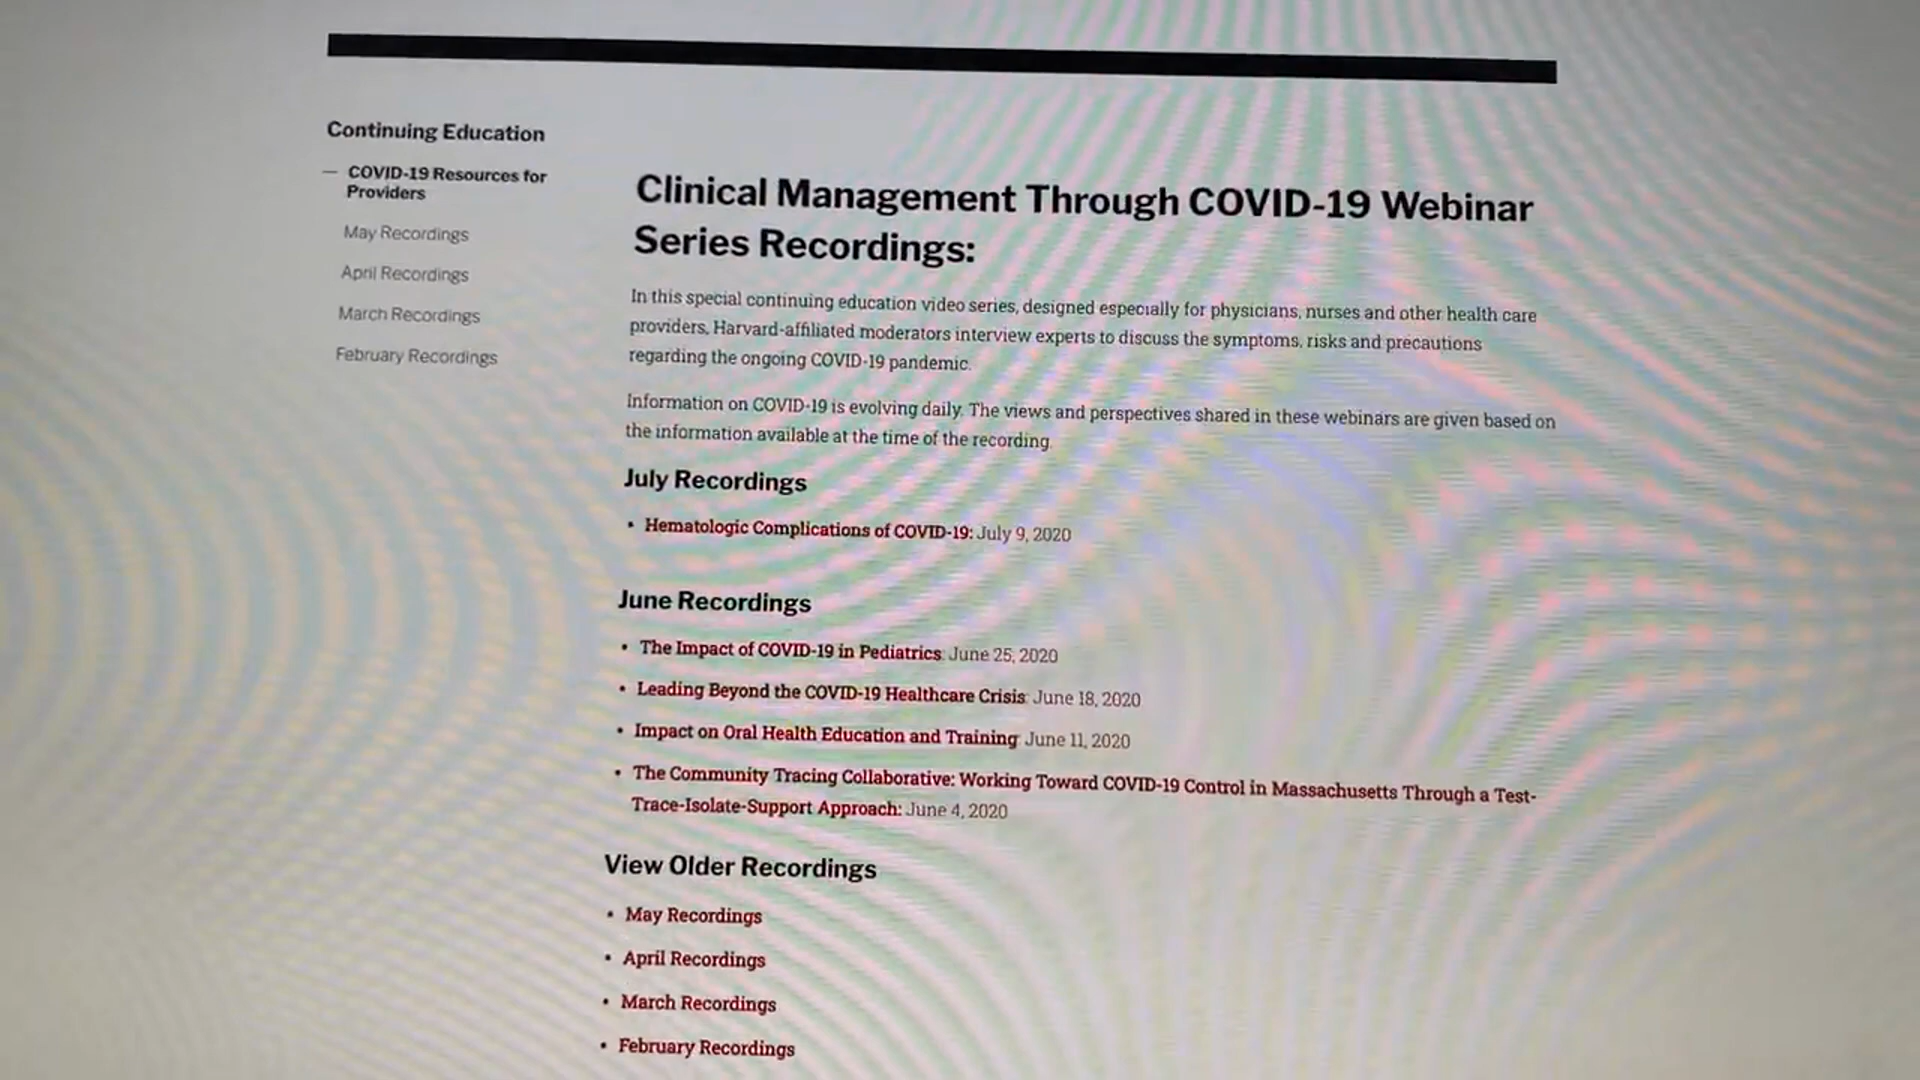 Continuing Education
— COVID-19 Resources for
Providers
May Recordings
April Recordings
March Recordings
February Recordings
Clinical Management Through COVID-19 Webinar
Series Recordings:
In this special continuing education video series, designed especially for physicians, nurses and other health care
providers, Harvard-affiliated moderators interview experts to discuss the symptoms, risks and precautions
regarding the ongoing COVID-19 pandemic.
Information on COVID-19 is evolving daily. The views and perspectives shared in these webinars are given based on
the information available at the time of the recording.
July Recordings
• Hematologic Complications of COVID-19: July 9, 2020
June Recordings
• The Impact of COVID-19 in Pediatrics: June 25, 2020
• Leading Beyond the COVID-19 Healthcare Crisis: June 18, 2020
• Impact on Oral Health Education and Training: June 11, 2020
• The Community Tracing Collaborative: Working Toward COVID-19 Control in Massachusetts Through a Test-
Trace-Isolate-Support Approach: June 4, 2020
View Older Recordings
• May Recordings
• April Recordings
• March Recordings
• February Recordings